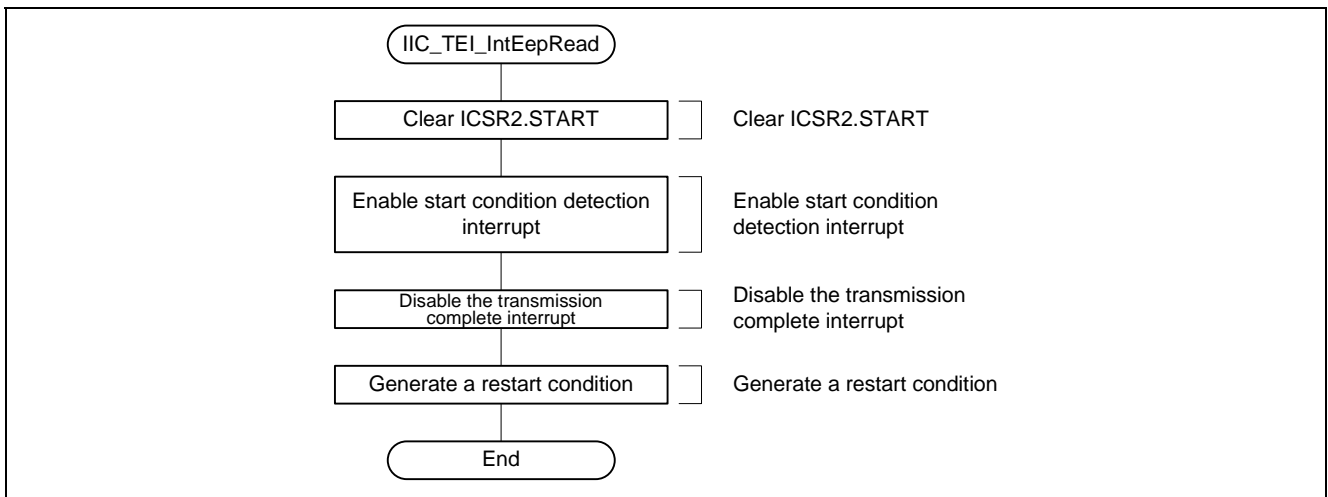 IIC_TEI_IntEepRead
Clear ICSR2.START
Clear ICSR2.START
Enable start condition detection
interrupt
Enable start condition
detection interrupt
Disable the transmission
complete interrupt
Disable the transmission
complete interrupt
Generate a restart condition
Generate a restart condition
End